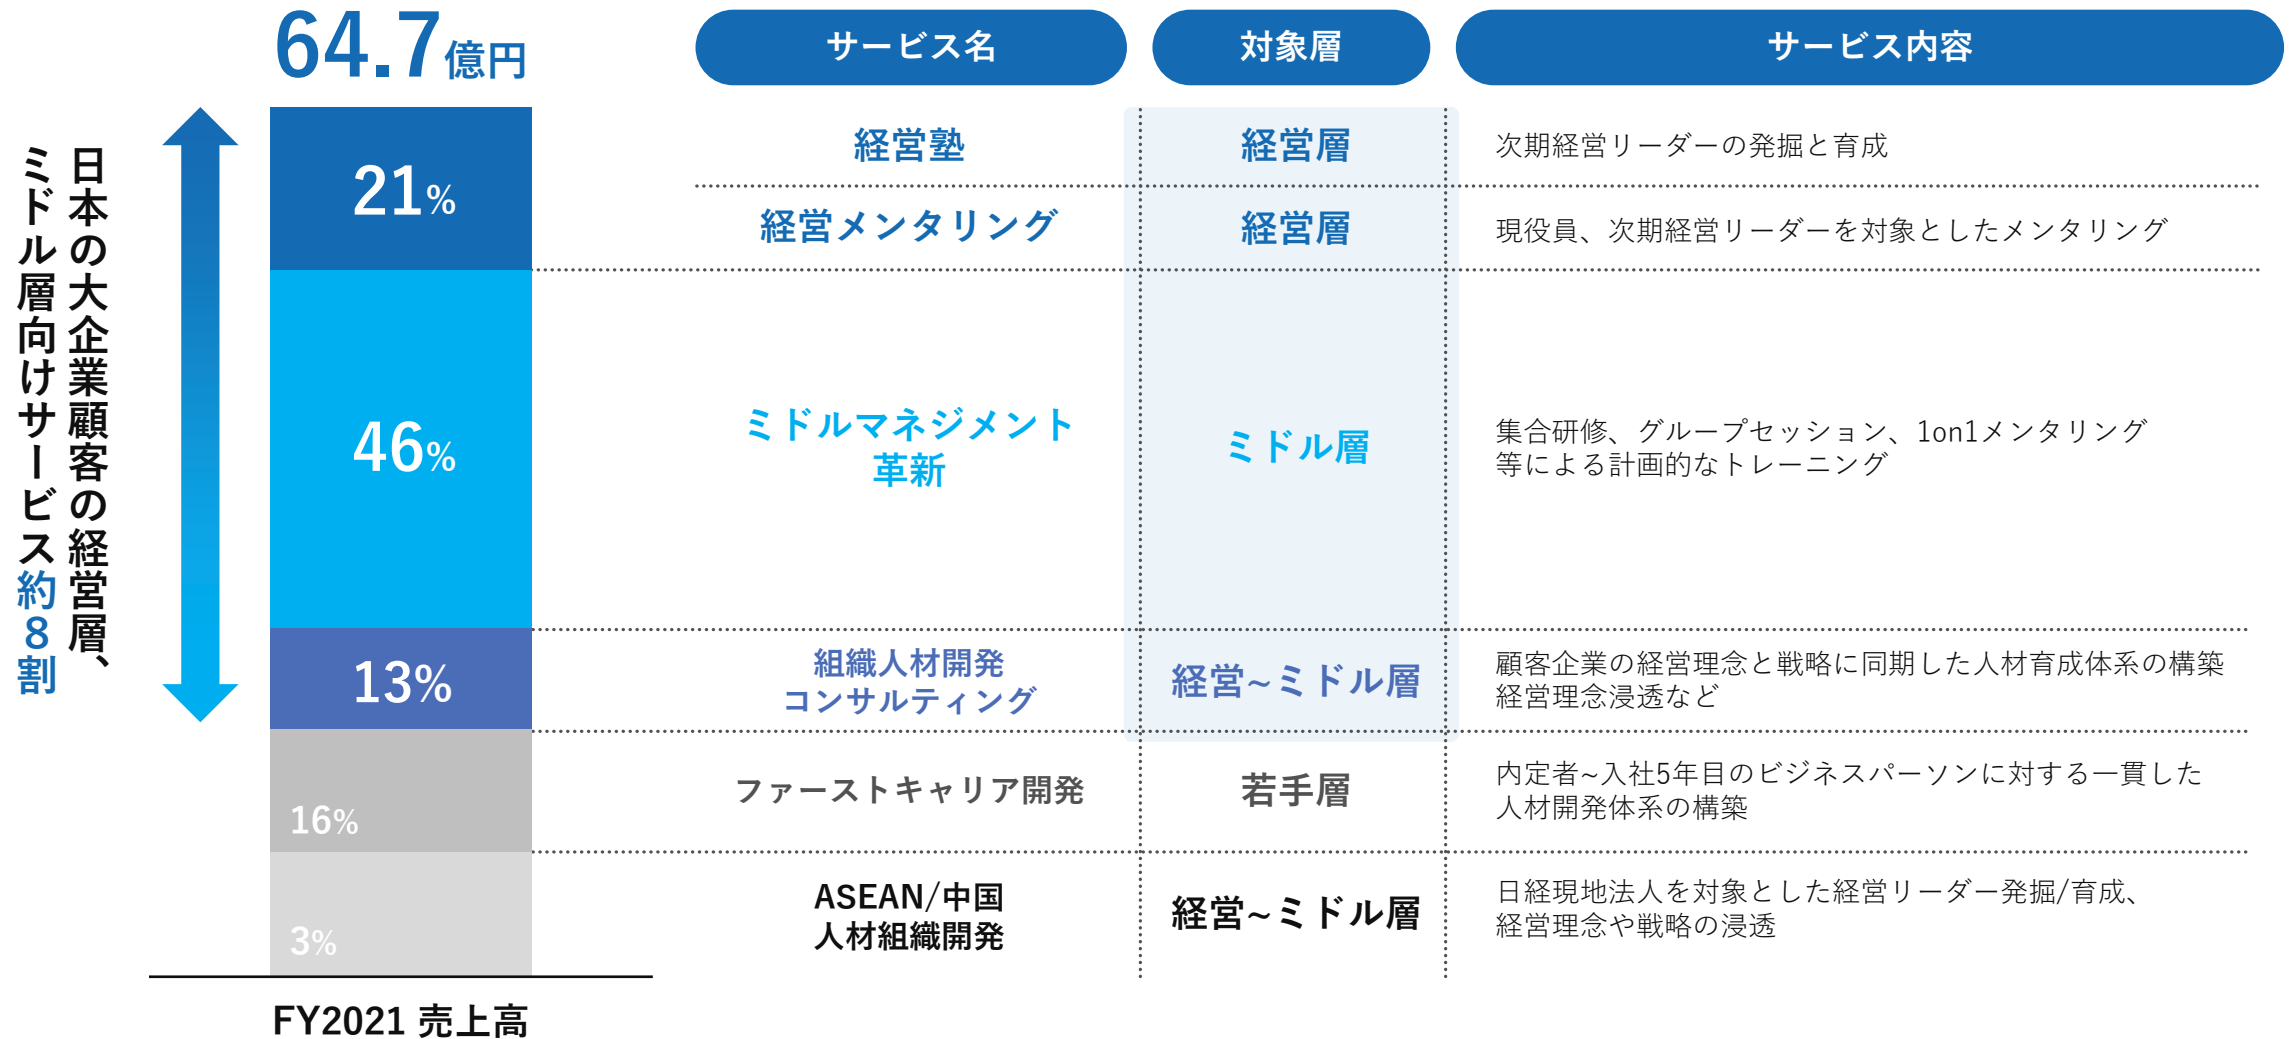 64.7億円
日本の大企業顧客の経営層、
ミドル層向けサービス約8割
21%
46%
13%
16%
3%
FY2021 売上高
サービス名
対象層
サービス内容
経営塾
経営層
次期経営リーダーの発掘と育成
経営メンタリング
経営層
現役員、次期経営リーダーを対象としたメンタリング
ミドルマネジメント
革新
ミドル層
集合研修、グループセッション、1on1メンタリング
等による計画的なトレーニング
組織人材開発
コンサルティング
経営~ミドル層
顧客企業の経営理念と戦略に同期した人材育成体系の構築
経営理念浸透など
ファーストキャリア開発
若手層
内定者~入社5年目のビジネスパーソンに対する一貫した
人材開発体系の構築
ASEAN/中国
人材組織開発
経営~ミドル層
日経現地法人を対象とした経営リーダー発掘/育成、
経営理念や戦略の浸透